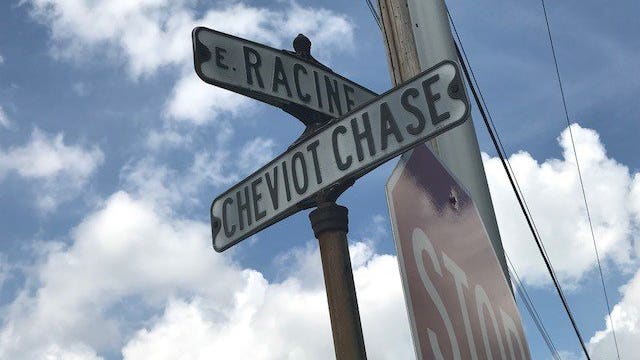 E. RACINE
CHEVIOT CHASE
STOP